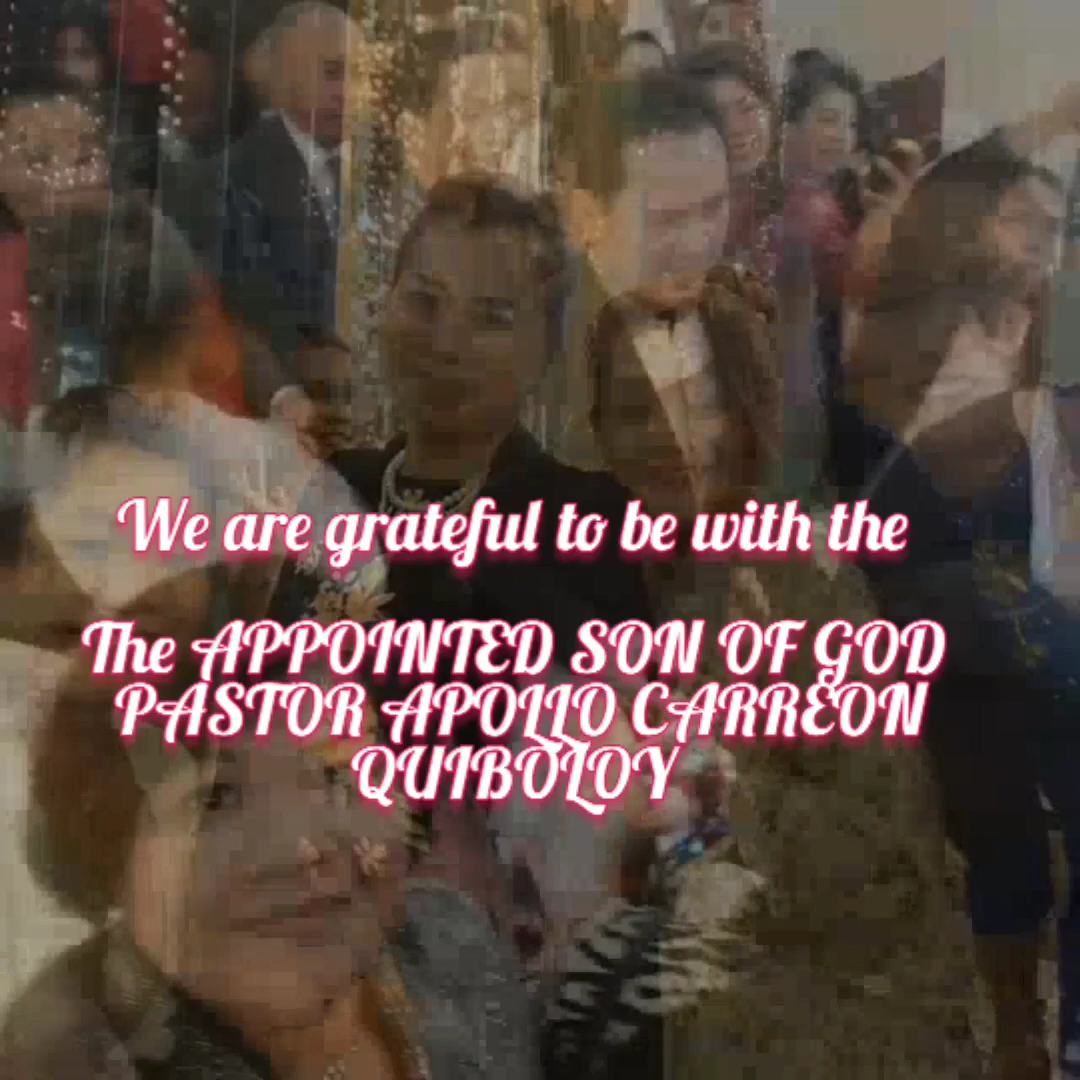 We are grateful to be with the
The APPOINTED SON OF GOD
PASTOR APOLLO CARREON
QUIBOLOY